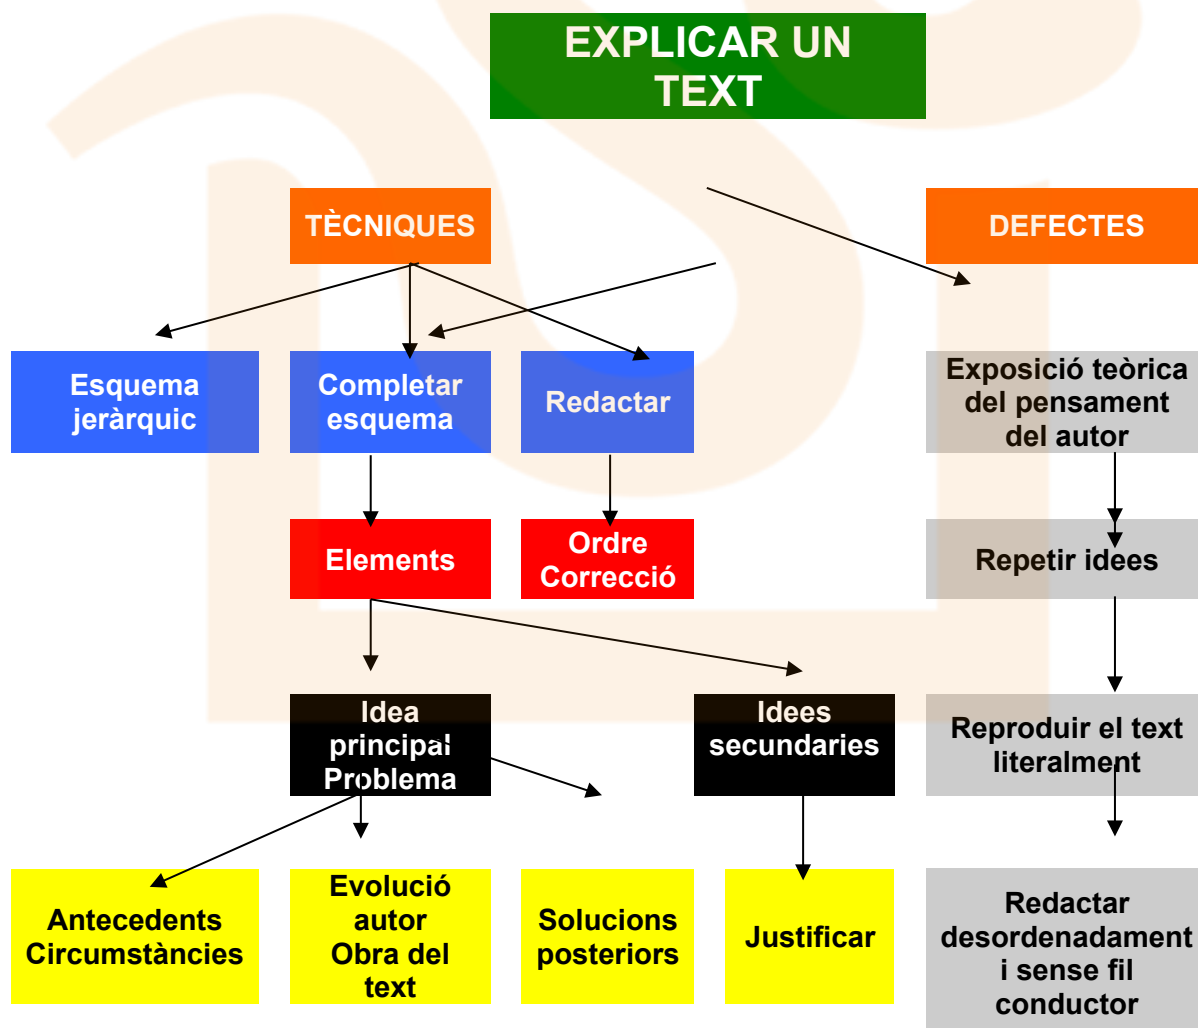 EXPLICAR UN
TEXT
TÈCNIQUES
DEFECTES
Esquema
jeràrquic
Completar
esquema
Redactar
Exposició teòrica
del pensament
del autor
Elements
Ordre
Correcció
Repetir idees
Idea
principal
Problema
Idees
secundaries
Reproduir el text
literalment
Antecedents
Circumstàncies
Evolució
autor
Obra del
text
Solucions
posteriors
Justificar
Redactar
desordenadament
i sense fil
conductor